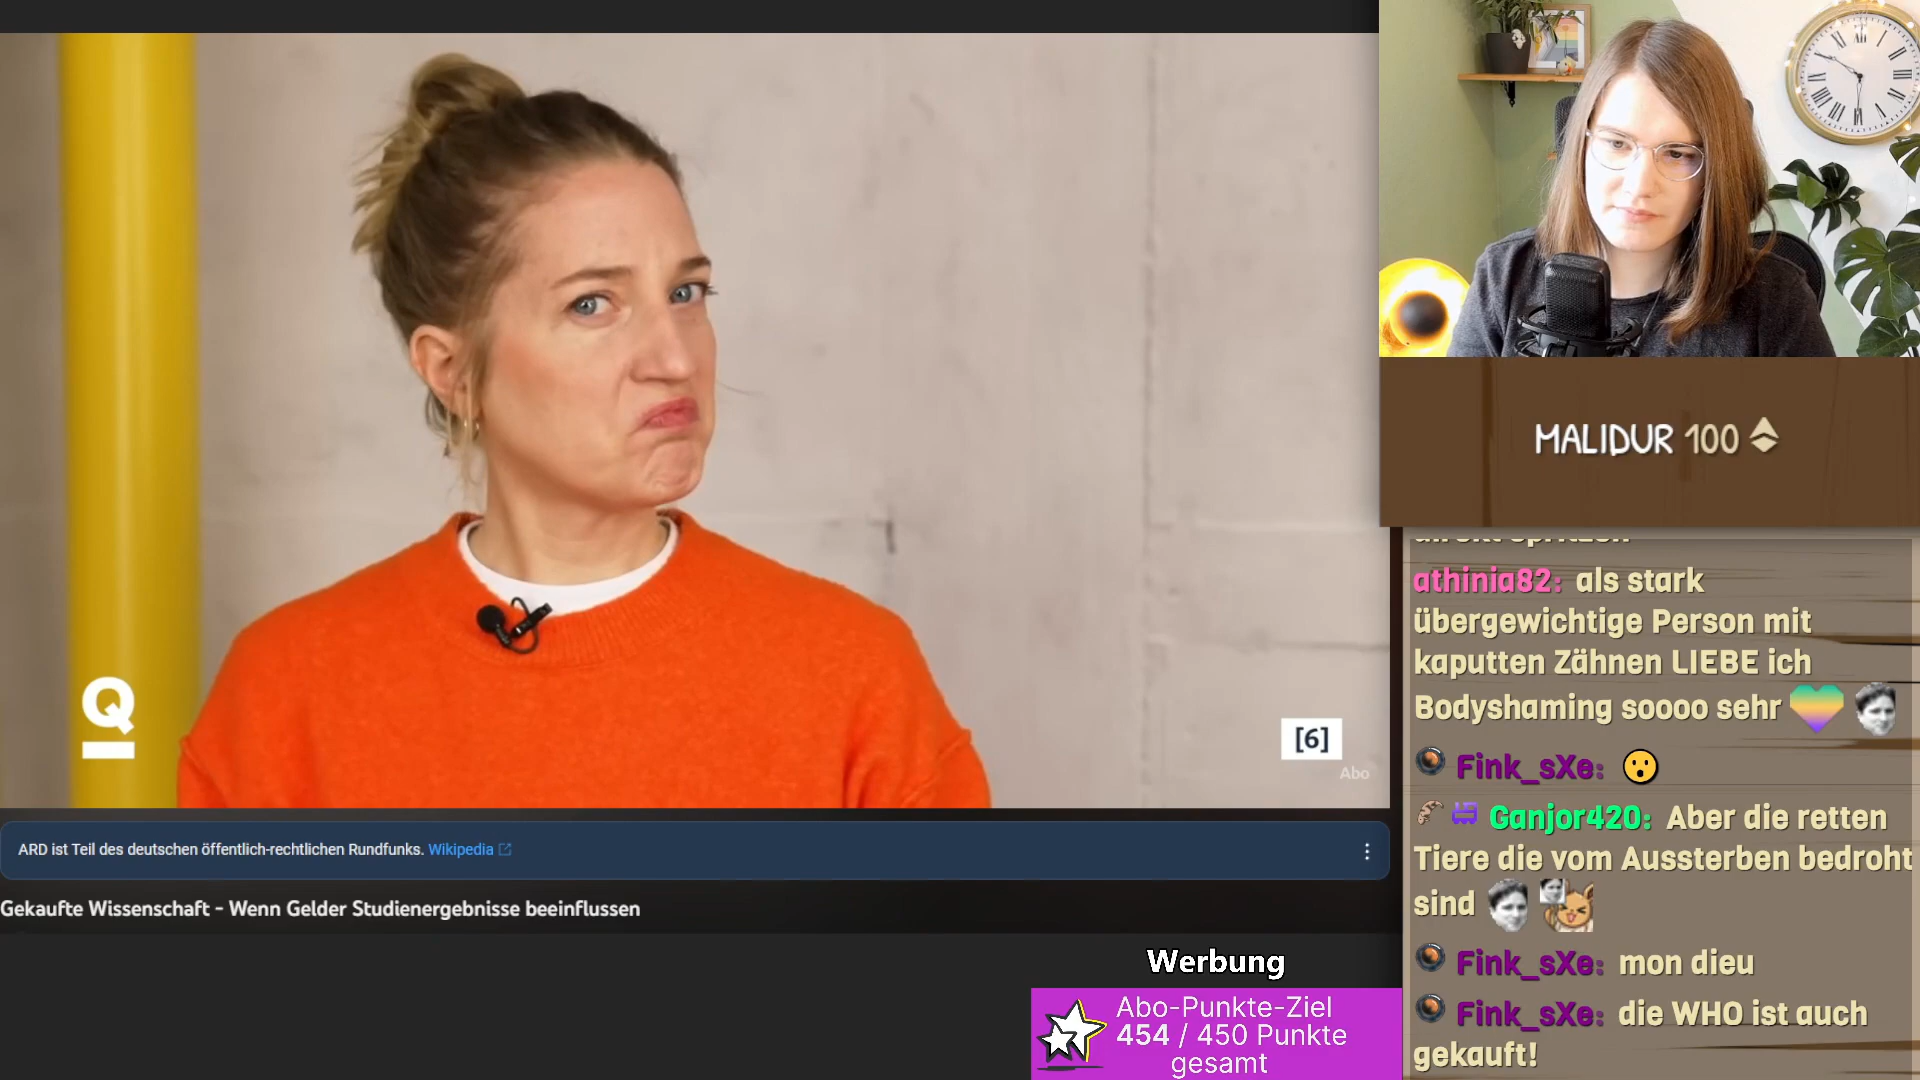 Q
[6]
Abo
ARD ist Teil des deutschen öffentlich-rechtlichen Rundfunks. Wikipedia
Gekaufte Wissenschaft - Wenn Gelder Studienergebnisse beeinflussen
Werbung
Abo-Punkte-Ziel
454 / 450 Punkte
gesamt
MALIDUR 100
athinia82: als stark
übergewichtige Person mit
kaputten Zähnen LIEBE ich
Bodyshaming soooo sehr
Fink_sXe:
Ganjor420: Aber die retten
Tiere die vom Aussterben bedroht
sind
Fink_sXe: mon dieu
Fink_sXe: die WHO ist auch
gekauft!